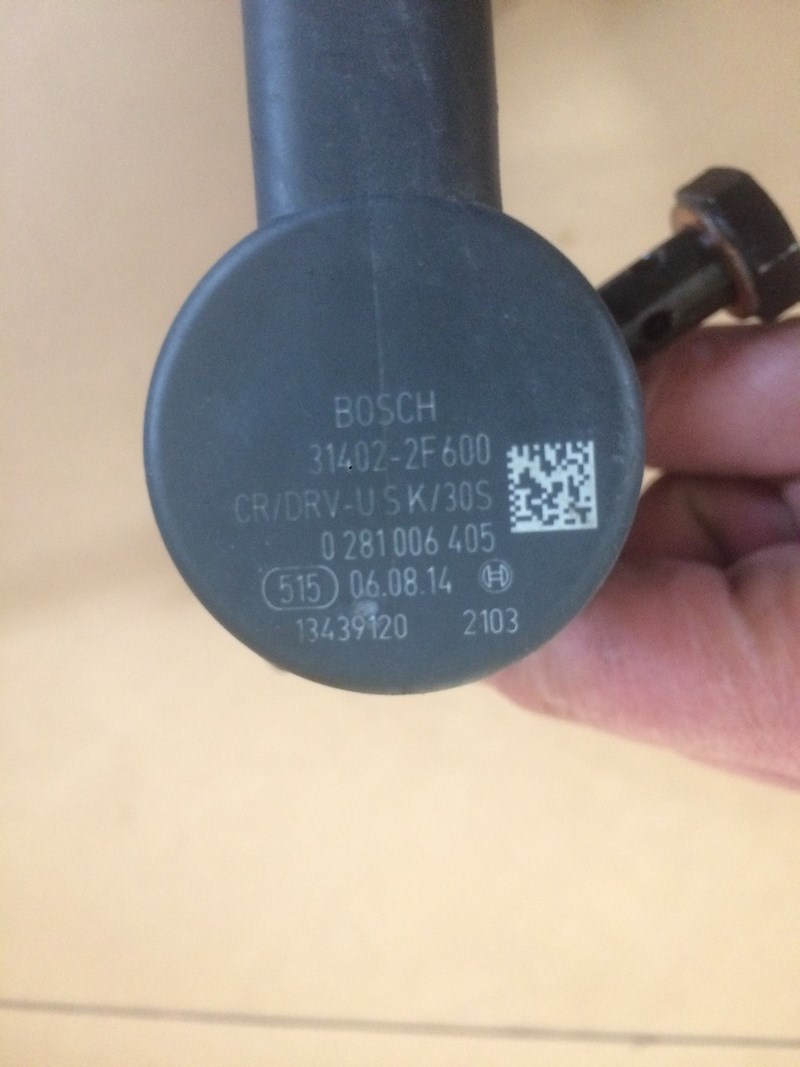 BOSCH
31402-2F600
CR/DRV-USK/30S
0 281 006 405
515 06.08.14
13439120 2103